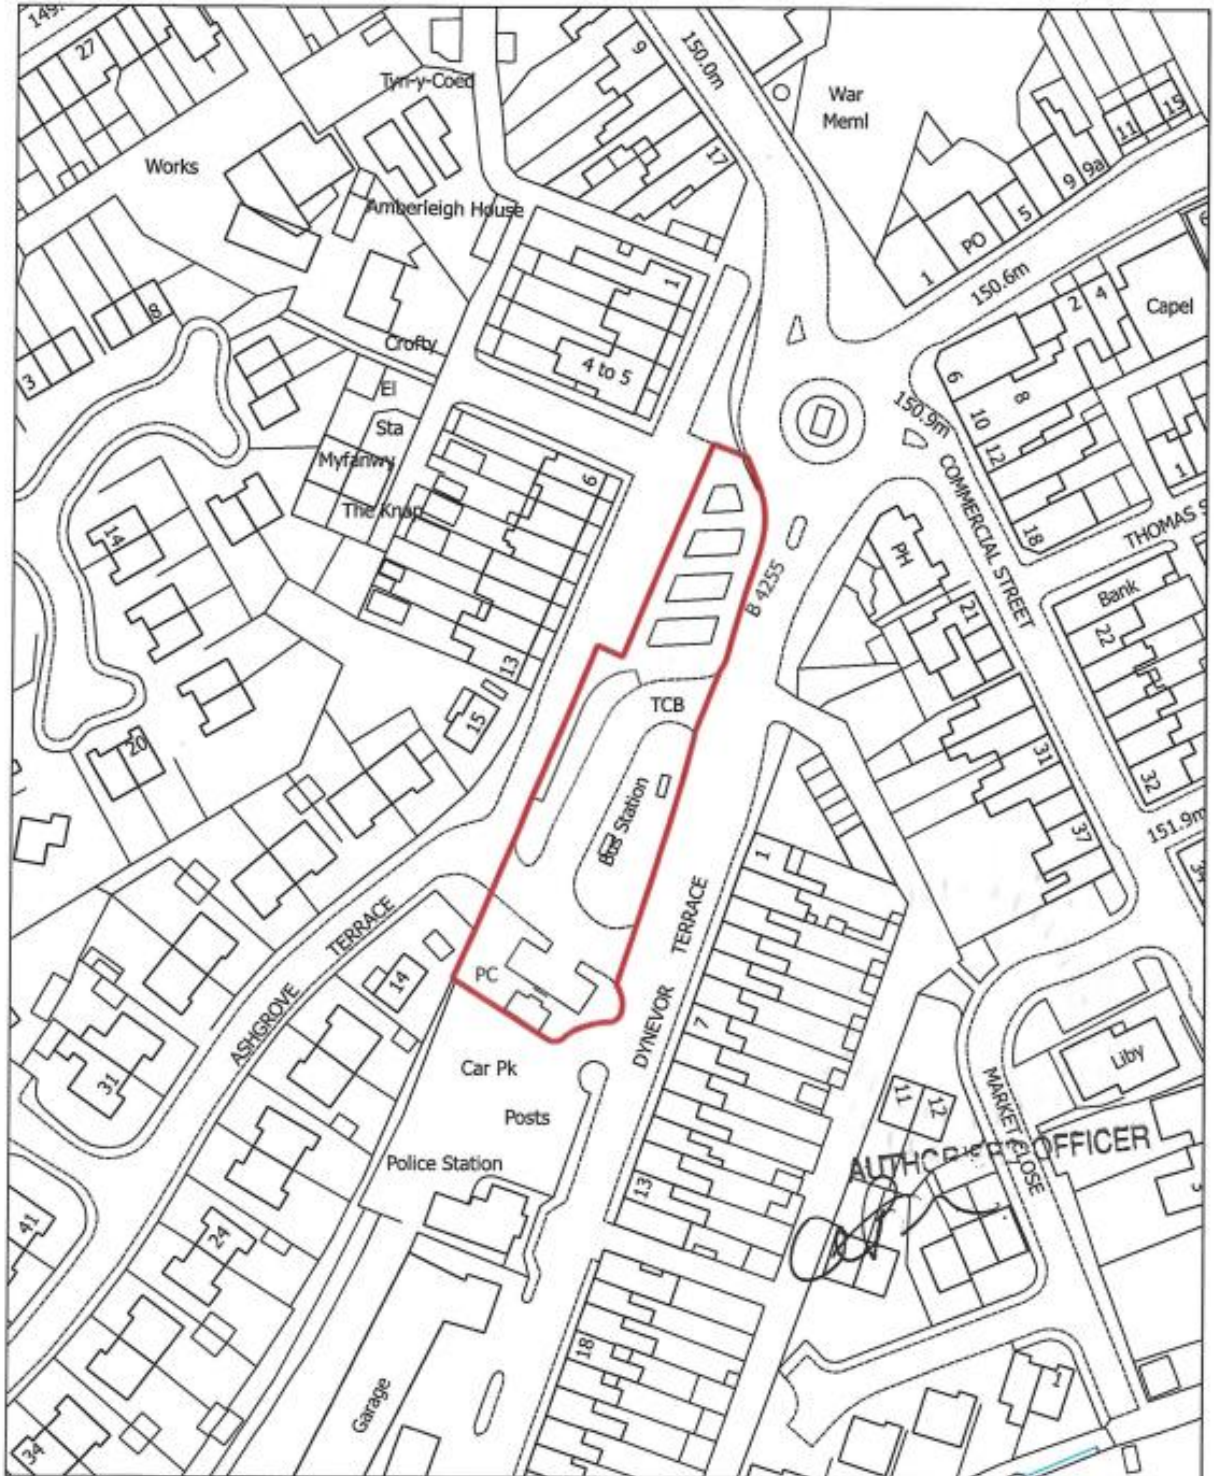 149.
27
9
150.0m
Tyn-y-Coed
War
Meml
Works
17
11
15
9
9a
5
PO
1
Amberleigh House
150.6m
8
1
2
4
Capel
6
Crofty
4 to 5
3
El
Sta
6
8
10
12
150.9m
Myfanwy
6
1
The Knap
14
COMMERCIAL STREET
18
THOMAS S
PH
B 4255
Bank
21
22
13
TCB
15
20
31
32
Bus Station
37
151.9m
1
ASHGROVE TERRACE
14
PC
DYNEVOR TERRACE
7
31
Car Pk
Liby
Posts
11
12
MARKET CLOSE
Police Station
AUTHORISED OFFICER
13
41
24
18
1
Garage
34